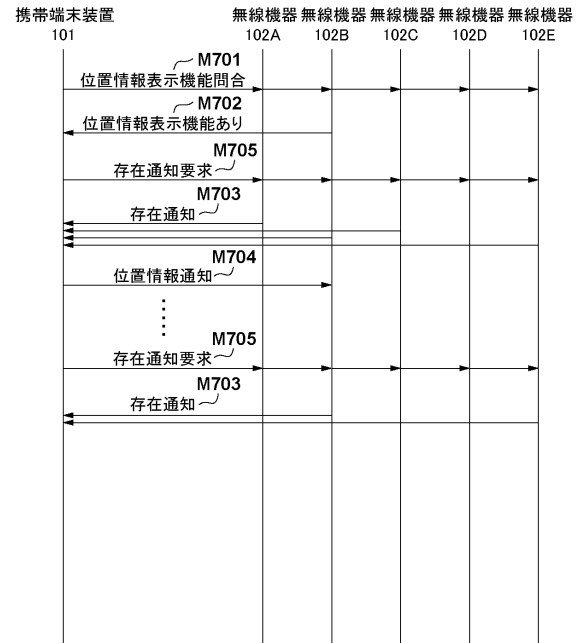 携帯端末装置 無線機器 無線機器 無線機器 無線機器 無線機器
101 102A 102B 102C 102D 102E
M701
位置情報表示機能問合
M702
位置情報表示機能あり
M705
存在通知要求
M703
存在通知
M704
位置情報通知
M705
存在通知要求
M703
存在通知